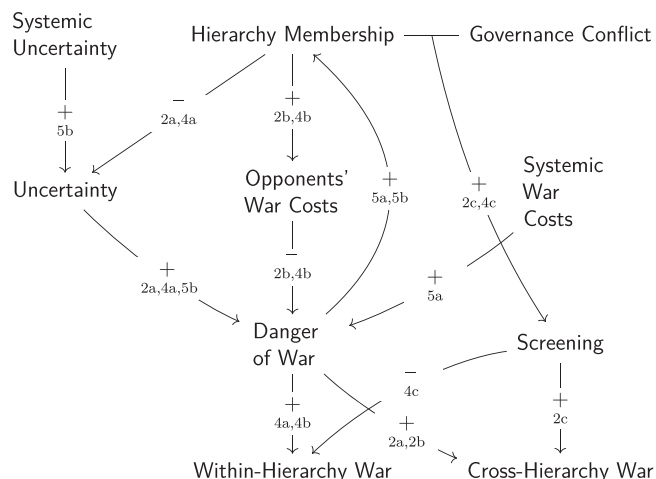 Systemic
Uncertainty
Hierarchy Membership
Governance Conflict
+
5b
−
2a,4a
+
2b,4b
Uncertainty
Opponents'
War Costs
+
5a,5b
+
2c,4c
Systemic
War
Costs
+
2a,4a,5b
−
2b,4b
+
5a
Danger
of War
Screening
−
4c
+
4a,4b
+
2a,2b
+
2c
Within-Hierarchy War
Cross-Hierarchy War